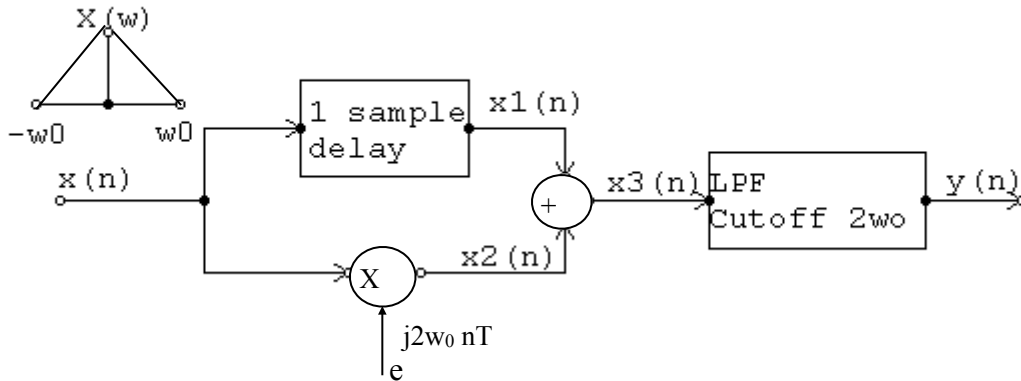 X(w)
-w0
w0
x(n)
1 sample
delay
x1(n)
+
x3(n)
LPF
Cutoff 2wo
y(n)
X
x2(n)
j2w₀ nT
e